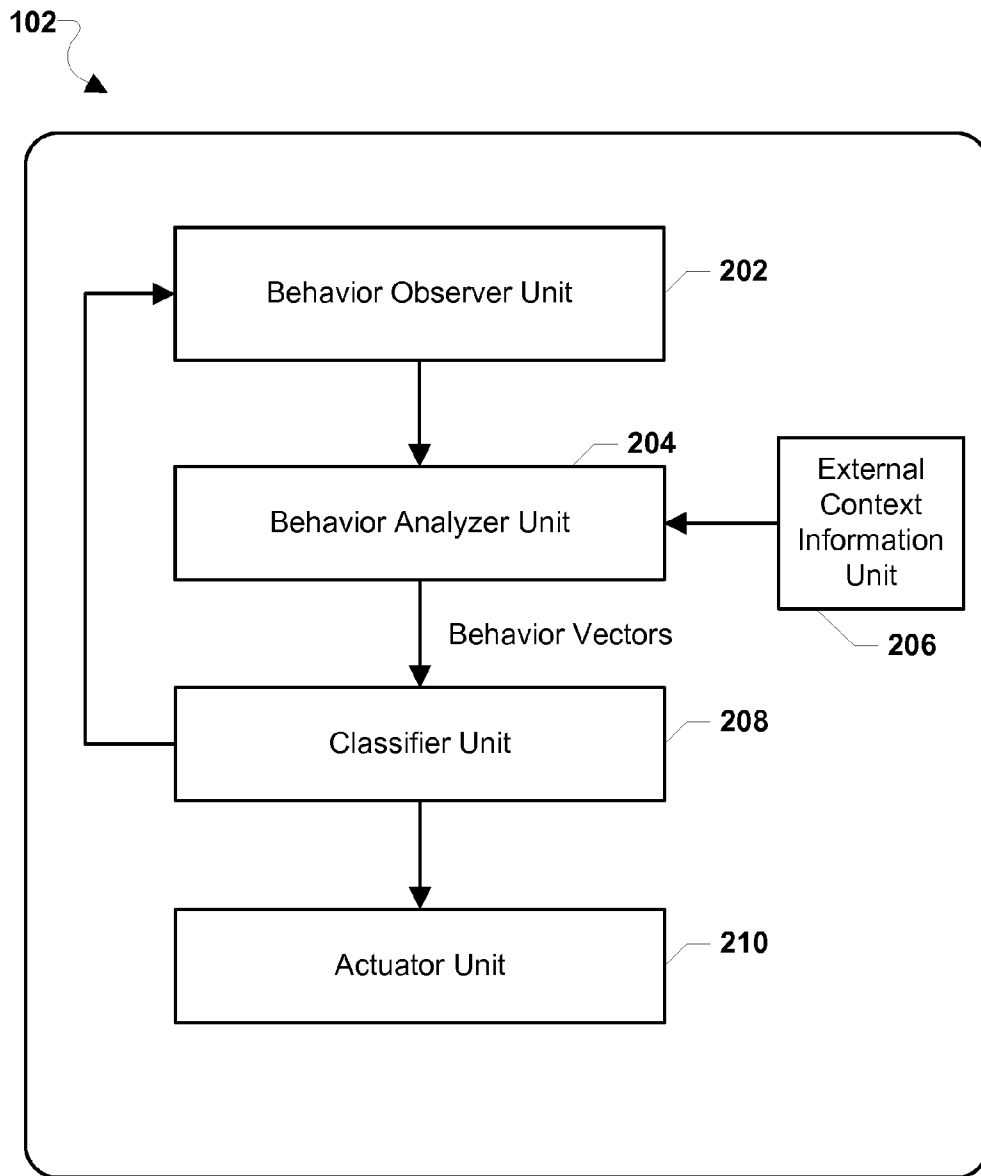 102
Behavior Observer Unit
202
204
Behavior Analyzer Unit
External
Context
Information
Unit
206
Behavior Vectors
Classifier Unit
208
Actuator Unit
210